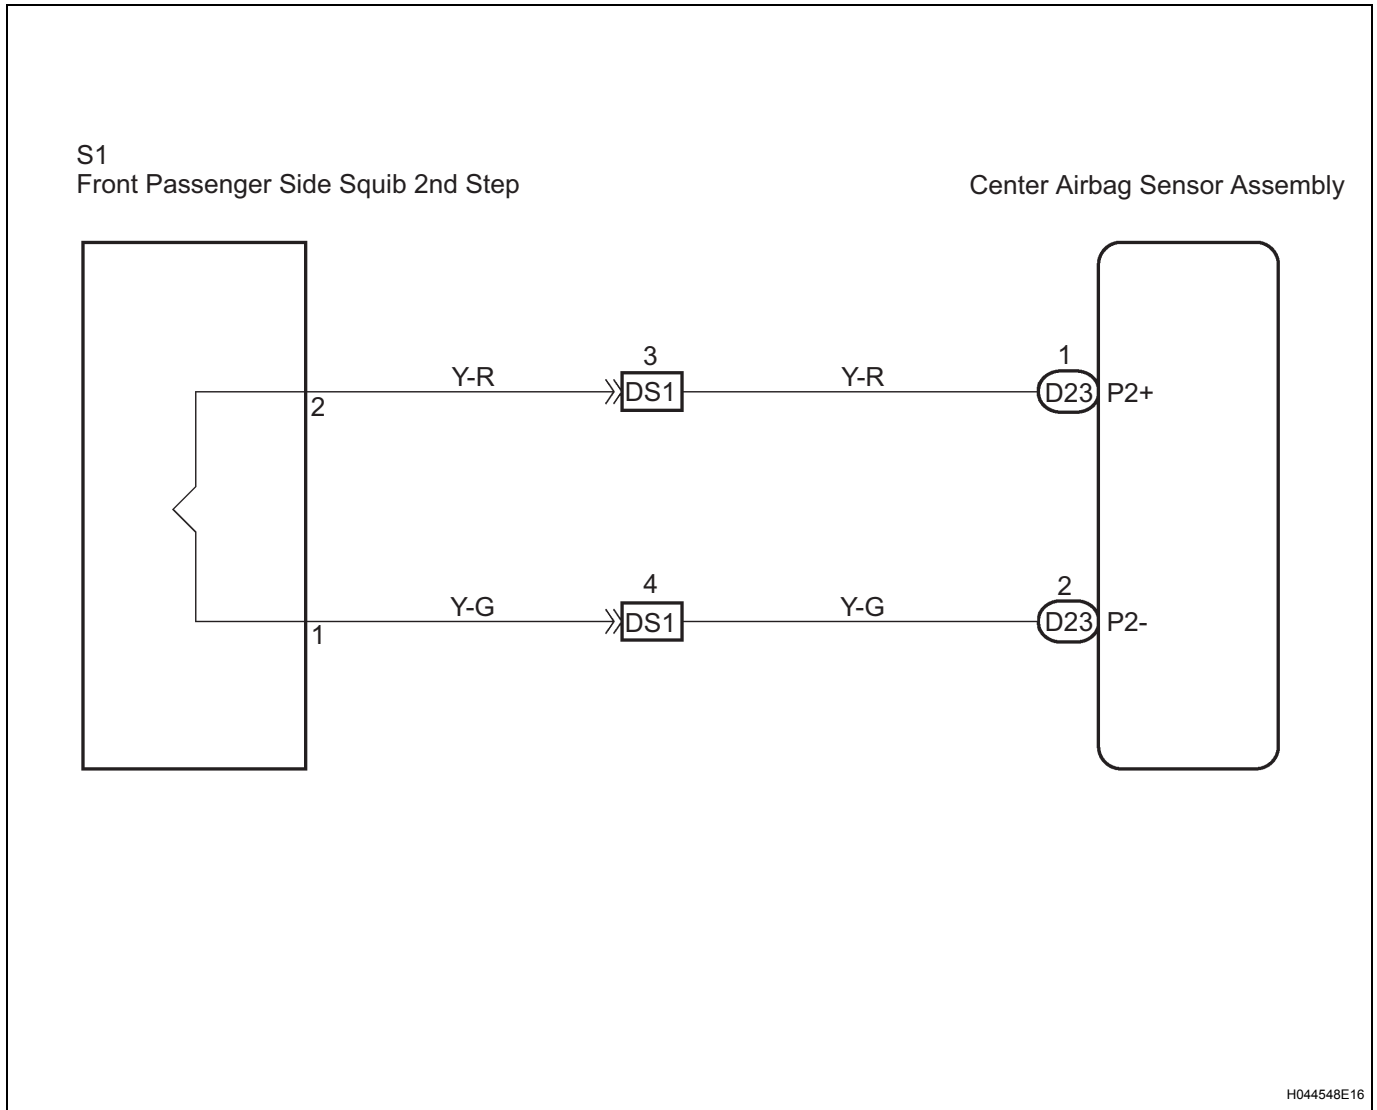 S1
Front Passenger Side Squib 2nd Step
Center Airbag Sensor Assembly
3
1
Y-R
Y-R
2
DS1
D23
P2+
4
2
Y-G
Y-G
1
DS1
D23
P2-
H044548E16